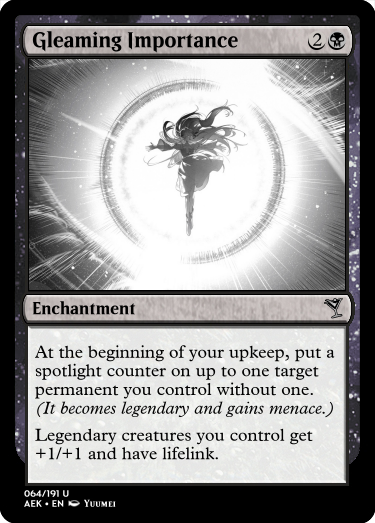 Gleaming Importance 2
Enchantment
At the beginning of your upkeep, put a
spotlight counter on up to one target
permanent you control without one.
(It becomes legendary and gains menace.)
Legendary creatures you control get
+1/+1 and have lifelink.
064/191 U
AEK • EN Yuumei